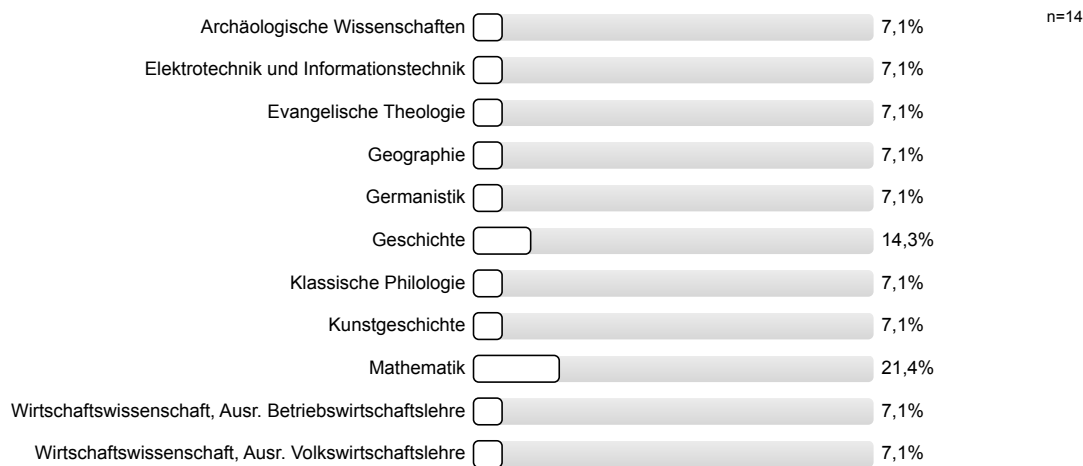 Archäologische Wissenschaften 7,1% n=14
Elektrotechnik und Informationstechnik 7,1%
Evangelische Theologie 7,1%
Geographie 7,1%
Germanistik 7,1%
Geschichte 14,3%
Klassische Philologie 7,1%
Kunstgeschichte 7,1%
Mathematik 21,4%
Wirtschaftswissenschaft, Ausr. Betriebswirtschaftslehre 7,1%
Wirtschaftswissenschaft, Ausr. Volkswirtschaftslehre 7,1%